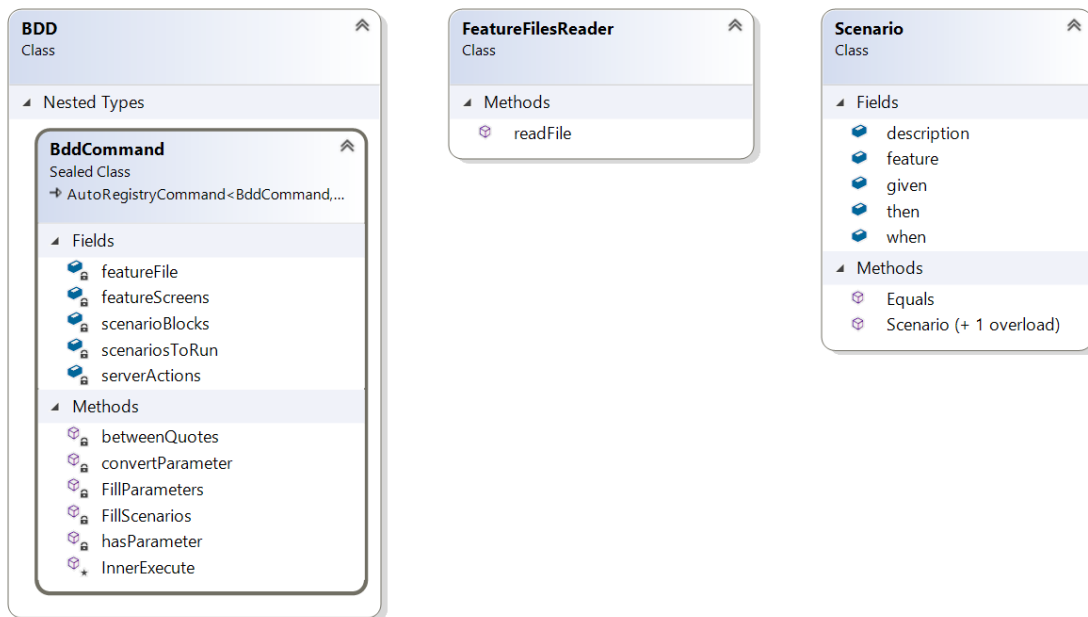 BDD
Class
Nested Types
BddCommand
Sealed Class
AutoRegistryCommand<BddCommand,...
Fields
featureFile
featureScreens
scenarioBlocks
scenariosToRun
serverActions
Methods
betweenQuotes
convertParameter
FillParameters
FillScenarios
hasParameter
InnerExecute
FeatureFilesReader
Class
Methods
readFile
Scenario
Class
Fields
description
feature
given
then
when
Methods
Equals
Scenario (+ 1 overload)